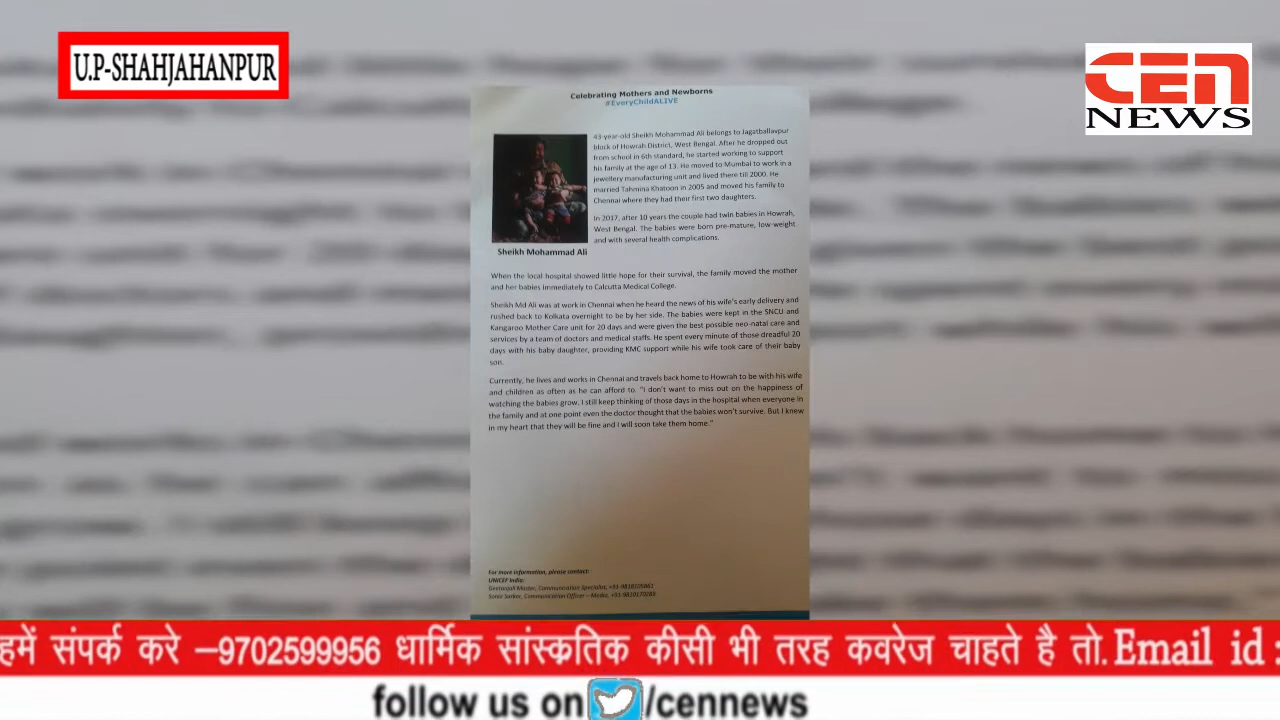 U.P-SHAHJAHANPUR
CEN
NEWS
Celebrating Mothers and Newborns
#EveryChildALIVE
43-year-old Sheikh Mohammad Ali belongs to Jagatballavpur
block of Howrah District, West Bengal. After he dropped out
from school in 6th standard, he started working to support
his family at the age of 13. He moved to Mumbai to work in a
jewellery manufacturing unit and lived there till 2000. He
married Tahmina Khatoon in 2005 and moved his family to
Chennai where they had their first two daughters.
In 2017, after 10 years the couple had twin babies in Howrah,
West Bengal. The babies were born pre-mature, low-weight
and with several health complications.
Sheikh Mohammad Ali
When the local hospital showed little hope for their survival, the family moved the mother
and her babies immediately to Calcutta Medical College.
Sheikh Md Ali was at work in Chennai when he heard the news of his wife's early delivery and
rushed back to Kolkata overnight to be by her side. The babies were kept in the SNCU and
Kangaroo Mother Care unit for 20 days and were given the best possible neo-natal care and
services by a team of doctors and medical staffs. He spent every minute of those dreadful 20
days with his baby daughter, providing KMC support while his wife took care of their baby
son.
Currently, he lives and works in Chennai and travels back home to Howrah to be with his wife
and children as often as he can afford to. "I don't want to miss out on the happiness of
watching the babies grow. I still keep thinking of those days in the hospital when everyone in
the family and at one point even the doctor thought that the babies won't survive. But I knew
in my heart that they will be fine and I will soon take them home."
For more information, please contact:
UNICEF India:
Geetanjali Master, Communication Specialist,
Sonia Sarkar, Communication Officer – Media,
हमें संपर्क करे –9702599956 धार्मिक सांस्कृतिक कीसी भी तरह कवरेज चाहते है तो. Email id :
follow us on /cennews